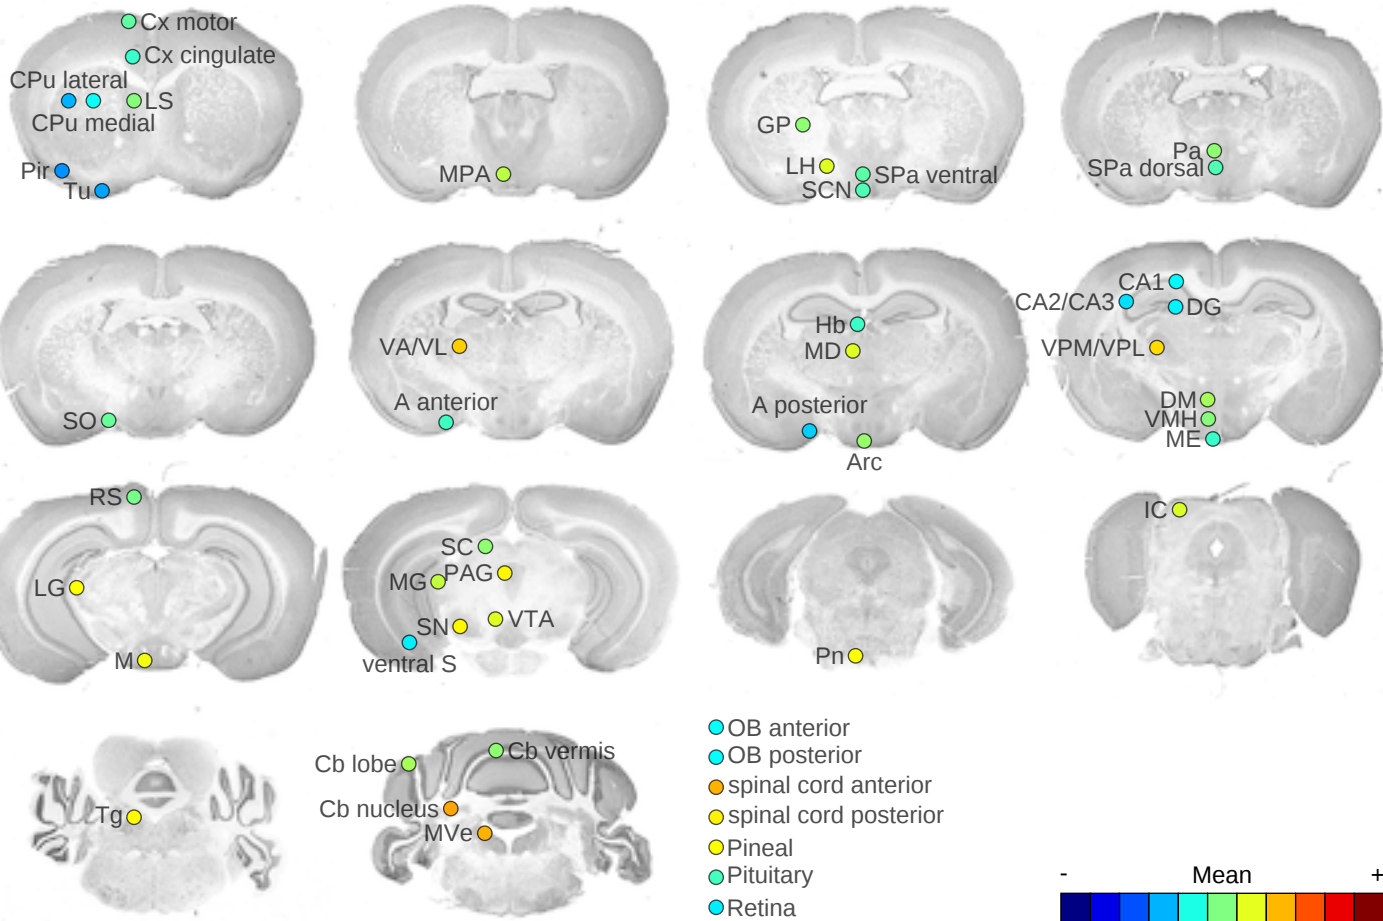 Cx motor
Cx cingulate
CPu lateral
LS
CPu medial
Pir
Tu
MPA
GP
LH
SPa ventral
SCN
Pa
SPa dorsal
SO
VA/VL
A anterior
Hb
MD
A posterior
Arc
CA1
CA2/CA3
DG
VPM/VPL
DM
VMH
ME
RS
LG
M
SC
MG
PAG
SN
VTA
ventral S
Pn
IC
Tg
Cb lobe
Cb vermis
Cb nucleus
MVe
OB anterior
OB posterior
spinal cord anterior
spinal cord posterior
Pineal
Pituitary
Retina
- Mean +